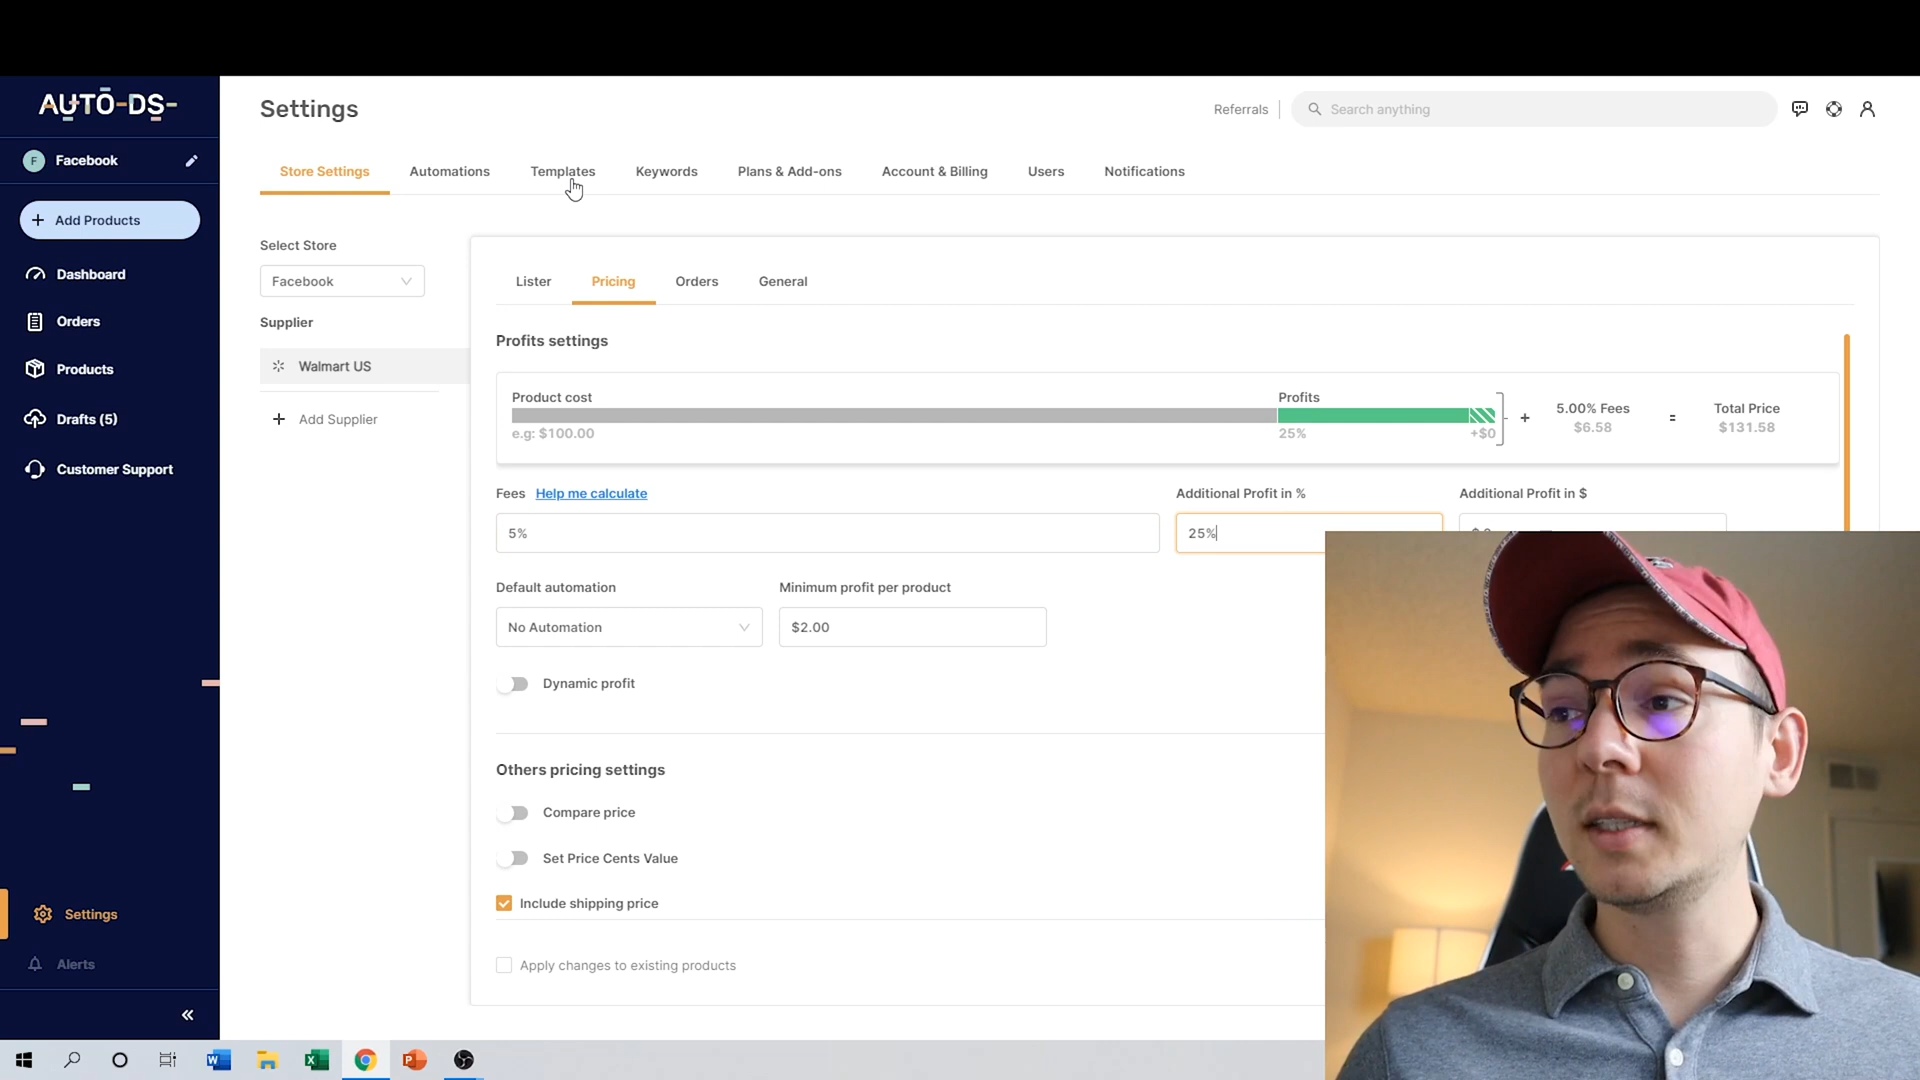 AUTO-DS-
Settings
Referrals
Search anything
F Facebook
Store Settings
Automations
Templates
Keywords
Plans & Add-ons
Account & Billing
Users
Notifications
Add Products
Dashboard
Orders
Products
Drafts (5)
Customer Support
Settings
Alerts
Select Store
Facebook
Supplier
Walmart US
Add Supplier
Lister
Pricing
Orders
General
Profits settings
Product cost
Profits
e.g: $100.00
25%
+$0
+
5.00% Fees
$6.58
=
Total Price
$131.58
Fees Help me calculate
Additional Profit in %
Additional Profit in $
5%
25%
Default automation
Minimum profit per product
No Automation
$2.00
Dynamic profit
Others pricing settings
Compare price
Set Price Cents Value
Include shipping price
Apply changes to existing products